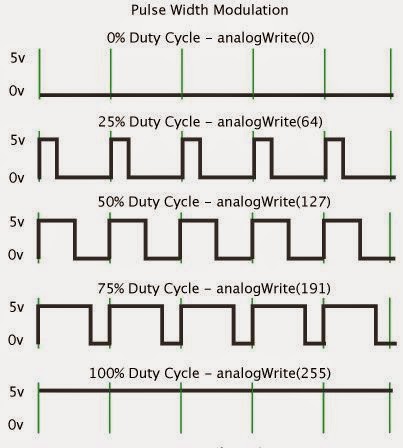 Pulse Width Modulation
0% Duty Cycle – analogWrite(0)
5v
0v
25% Duty Cycle – analogWrite(64)
5v
0v
50% Duty Cycle – analogWrite(127)
5v
0v
75% Duty Cycle – analogWrite(191)
5v
0v
100% Duty Cycle – analogWrite(255)
5v
0v